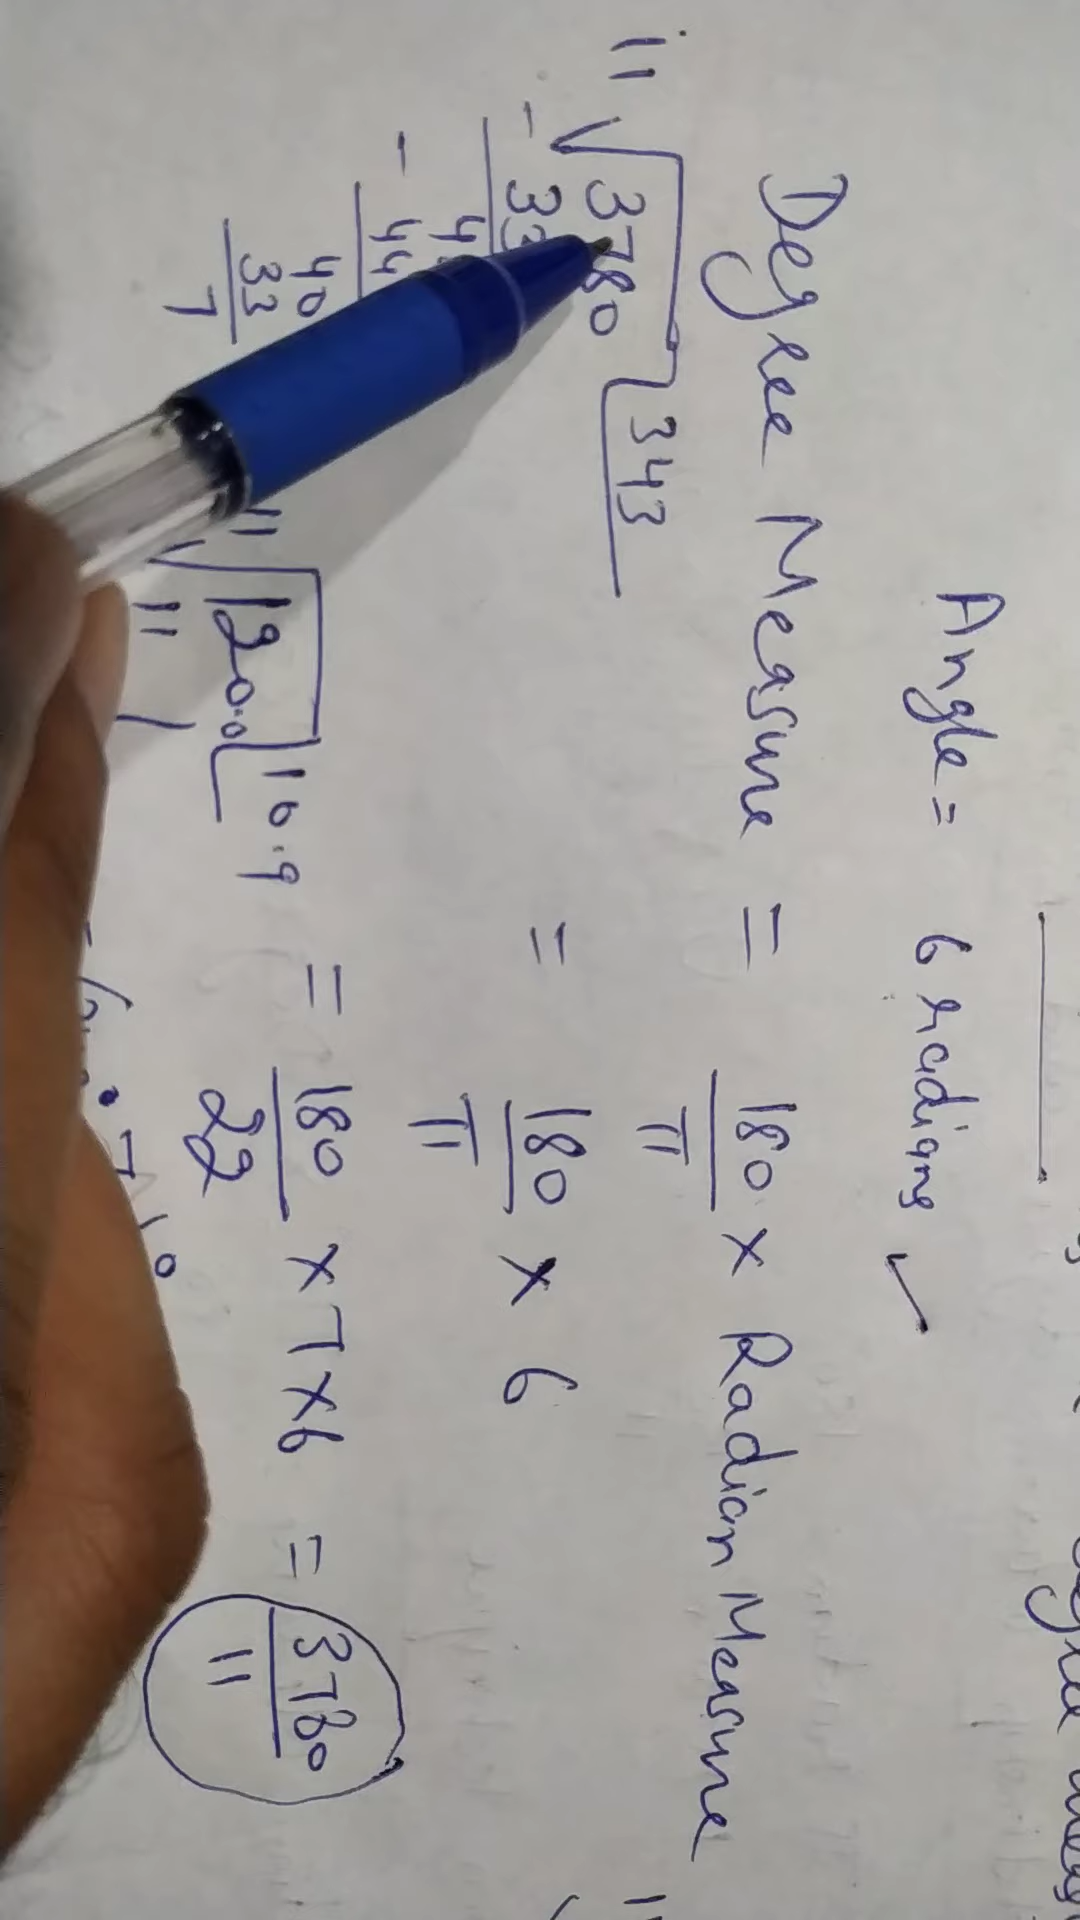 Angle = 6 radians ✓
Degree Measure = 180/π × Radian Measure
= 180/π × 6
= 180/22 × 7 × 6 = 3780/11
11 √3780 343
- 33
- 44
40
33
7
11 √120.0 10.9
11